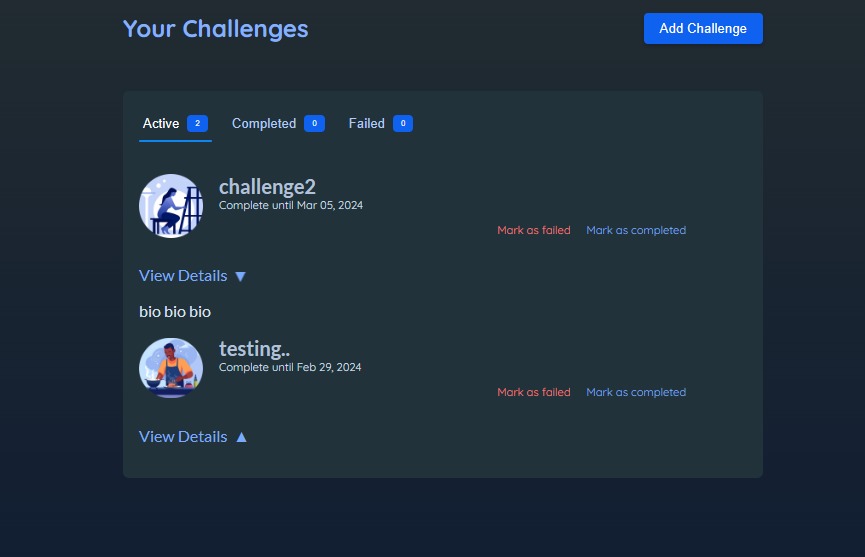 Your Challenges
Add Challenge
Active 2 Completed 0 Failed 0
challenge2
Complete until Mar 05, 2024
Mark as failed Mark as completed
View Details ▼
bio bio bio
testing..
Complete until Feb 29, 2024
Mark as failed Mark as completed
View Details ▲